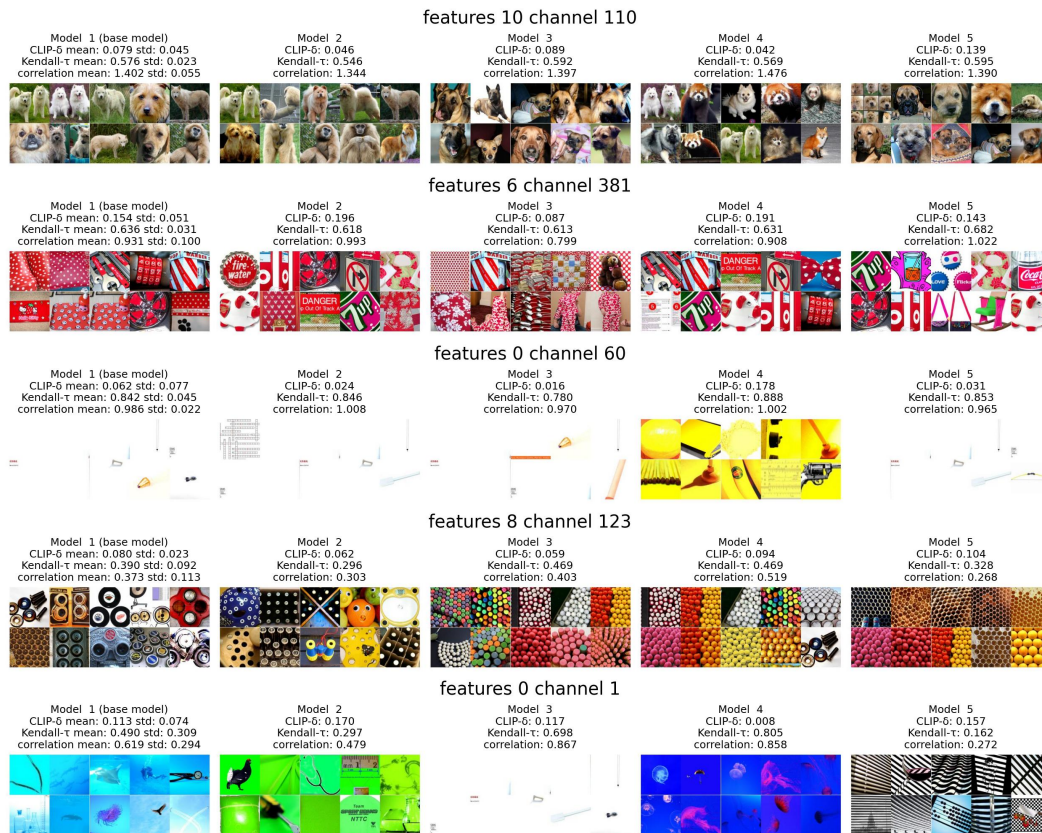 features 10 channel 110
Model 1 (base model)
CLIP-δ mean: 0.079 std: 0.045
Kendall-τ mean: 0.576 std: 0.023
correlation mean: 1.402 std: 0.055
Model 2
CLIP-δ: 0.046
Kendall-τ: 0.546
correlation: 1.344
Model 3
CLIP-δ: 0.089
Kendall-τ: 0.592
correlation: 1.397
Model 4
CLIP-δ: 0.042
Kendall-τ: 0.569
correlation: 1.476
Model 5
CLIP-δ: 0.139
Kendall-τ: 0.595
correlation: 1.390
features 6 channel 381
Model 1 (base model)
CLIP-δ mean: 0.154 std: 0.051
Kendall-τ mean: 0.636 std: 0.031
correlation mean: 0.931 std: 0.100
Model 2
CLIP-δ: 0.196
Kendall-τ: 0.618
correlation: 0.993
Model 3
CLIP-δ: 0.087
Kendall-τ: 0.613
correlation: 0.799
Model 4
CLIP-δ: 0.191
Kendall-τ: 0.631
correlation: 0.908
Model 5
CLIP-δ: 0.143
Kendall-τ: 0.682
correlation: 1.022
fire-
water
DANGER
Up Out Of Track A
7UP
DANGER
Up Out Of Track A
7UP
7UP
LOVE
Flickr
Coca
features 0 channel 60
Model 1 (base model)
CLIP-δ mean: 0.062 std: 0.077
Kendall-τ mean: 0.842 std: 0.045
correlation mean: 0.986 std: 0.022
Model 2
CLIP-δ: 0.024
Kendall-τ: 0.846
correlation: 1.008
Model 3
CLIP-δ: 0.016
Kendall-τ: 0.780
correlation: 0.970
Model 4
CLIP-δ: 0.178
Kendall-τ: 0.888
correlation: 1.002
Model 5
CLIP-δ: 0.031
Kendall-τ: 0.853
correlation: 0.965
features 8 channel 123
Model 1 (base model)
CLIP-δ mean: 0.080 std: 0.023
Kendall-τ mean: 0.390 std: 0.092
correlation mean: 0.373 std: 0.113
Model 2
CLIP-δ: 0.062
Kendall-τ: 0.296
correlation: 0.303
Model 3
CLIP-δ: 0.059
Kendall-τ: 0.469
correlation: 0.403
Model 4
CLIP-δ: 0.094
Kendall-τ: 0.469
correlation: 0.519
Model 5
CLIP-δ: 0.104
Kendall-τ: 0.328
correlation: 0.268
features 0 channel 1
Model 1 (base model)
CLIP-δ mean: 0.113 std: 0.074
Kendall-τ mean: 0.490 std: 0.309
correlation mean: 0.619 std: 0.294
Model 2
CLIP-δ: 0.170
Kendall-τ: 0.297
correlation: 0.479
Model 3
CLIP-δ: 0.117
Kendall-τ: 0.698
correlation: 0.867
Model 4
CLIP-δ: 0.008
Kendall-τ: 0.805
correlation: 0.858
Model 5
CLIP-δ: 0.157
Kendall-τ: 0.162
correlation: 0.272
Team
NTTC